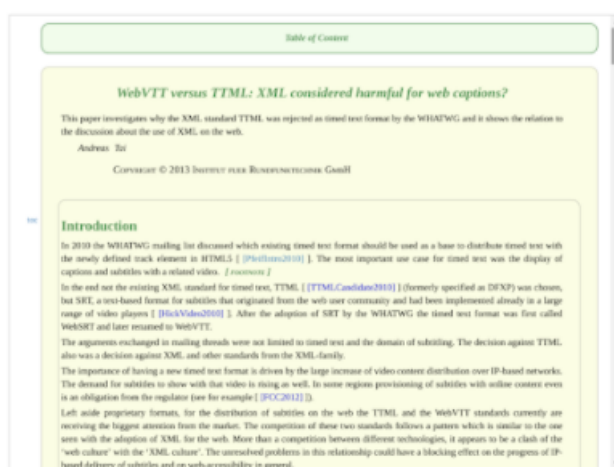 Table of Content
WebVTT versus TTML: XML considered harmful for web captions?
This paper investigates why the XML standard TTML was rejected as timed text format by the WHATWG and it shows the relation to
the discussion about the use of XML on the web.
Andreas Tai
Copyright © 2013 Institut fuer Rundfunktechnik GmbH
Introduction
In 2010 the WHATWG mailing list discussed which existing timed text format should be used as a base to distribute timed text with
the newly defined track element in HTML5 [ [Pfeiffer2010] ]. The most important use case for timed text was the display of
captions and subtitles with a related video. [footnote]
In the end not the existing XML standard for timed text, TTML [ [TTMLCandidate2010] ] (formerly specified as DFXP) was chosen,
but SRT, a text-based format for subtitles that originated from the web user community and had been implemented already in a large
range of video players [ [HickVideo2010] ]. After the adoption of SRT by the WHATWG the timed text format was first called
WebSRT and later renamed to WebVTT.
The arguments exchanged in mailing threads were not limited to timed text and the domain of subtitling. The decision against TTML
also was a decision against XML and other standards from the XML-family.
The importance of having a new timed text format is driven by the large increase of video content distribution over IP-based networks.
The demand for subtitles to show with that video is rising as well. In some regions provisioning of subtitles with online content even
is an obligation from the regulator (see for example [ [FCC2012] ]).
Left aside proprietary formats, for the distribution of subtitles on the web the TTML and the WebVTT standards currently are
receiving the biggest attention from the market. The competition of these two standards follows a pattern which is similar to the one
seen with the adoption of XML for the web. More than a competition between different technologies, it appears to be a clash of the
'web culture' with the 'XML culture'. The unresolved problems in this relationship could have a blocking effect on the progress of IP-
based delivery of subtitles and on web-accessibility in general.